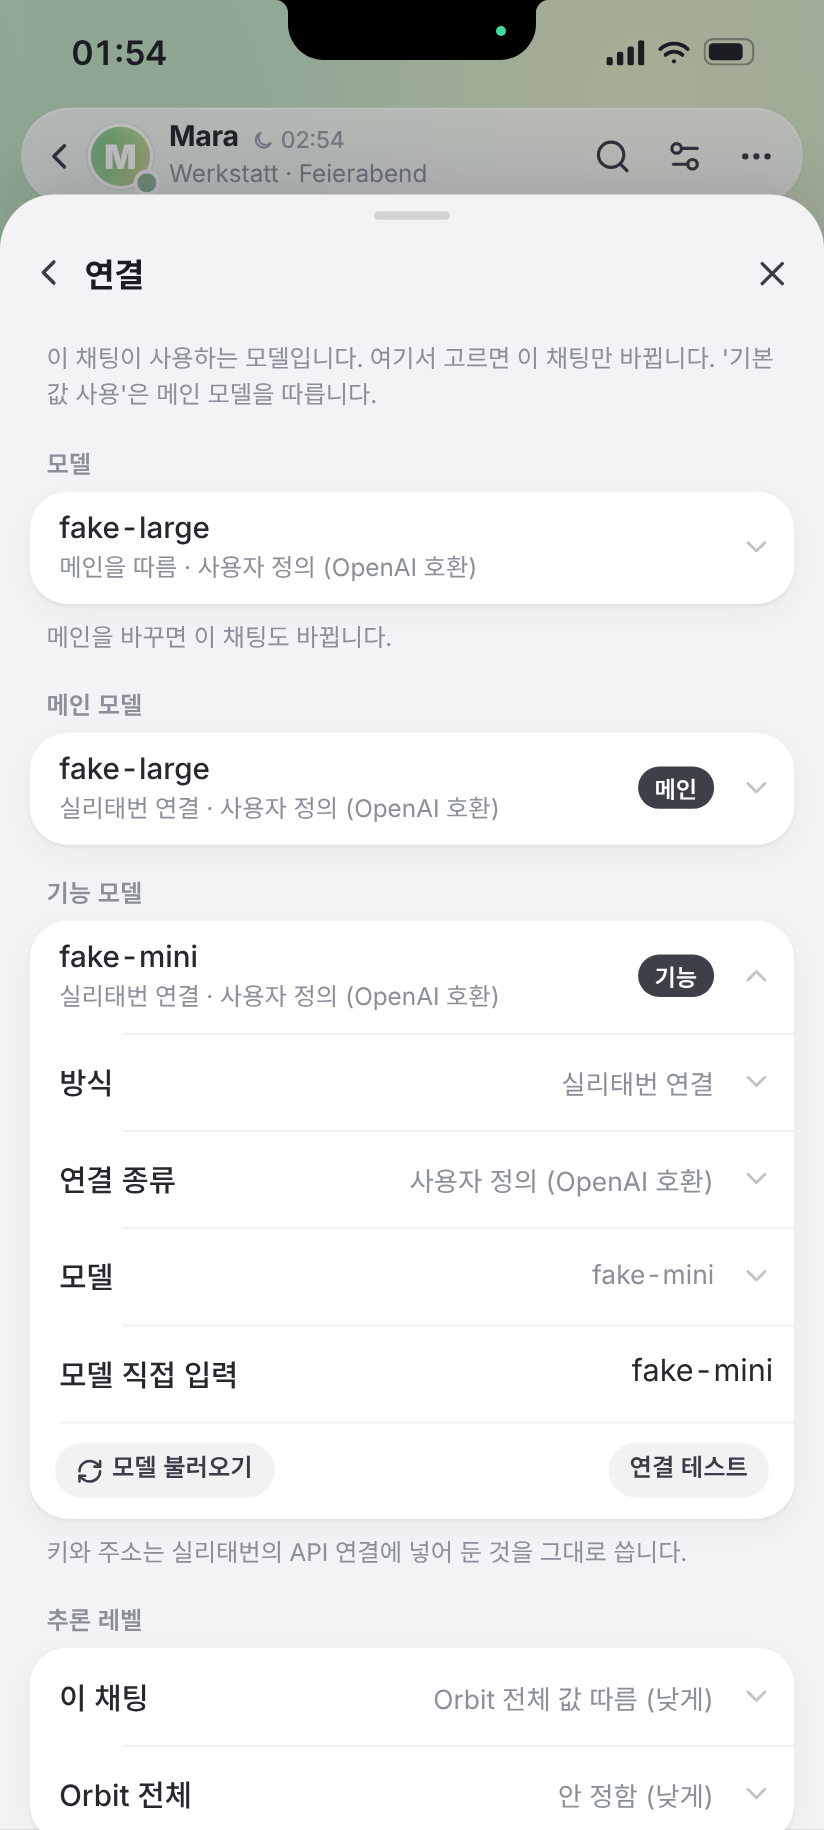 01:54
M
Mara 02:54
Werkstatt · Feierabend
연결
이 채팅이 사용하는 모델입니다. 여기서 고르면 이 채팅만 바뀝니다. '기본
값 사용'은 메인 모델을 따릅니다.
모델
fake-large
메인을 따름 · 사용자 정의 (OpenAI 호환)
메인을 바꾸면 이 채팅도 바뀝니다.
메인 모델
fake-large
메인
실리태번 연결 · 사용자 정의 (OpenAI 호환)
기능 모델
fake-mini
기능
실리태번 연결 · 사용자 정의 (OpenAI 호환)
방식 실리태번 연결
연결 종류 사용자 정의 (OpenAI 호환)
모델 fake-mini
모델 직접 입력 fake-mini
모델 불러오기 연결 테스트
키와 주소는 실리태번의 API 연결에 넣어 둔 것을 그대로 씁니다.
추론 레벨
이 채팅 Orbit 전체 값 따름 (낮게)
Orbit 전체 안 정함 (낮게)